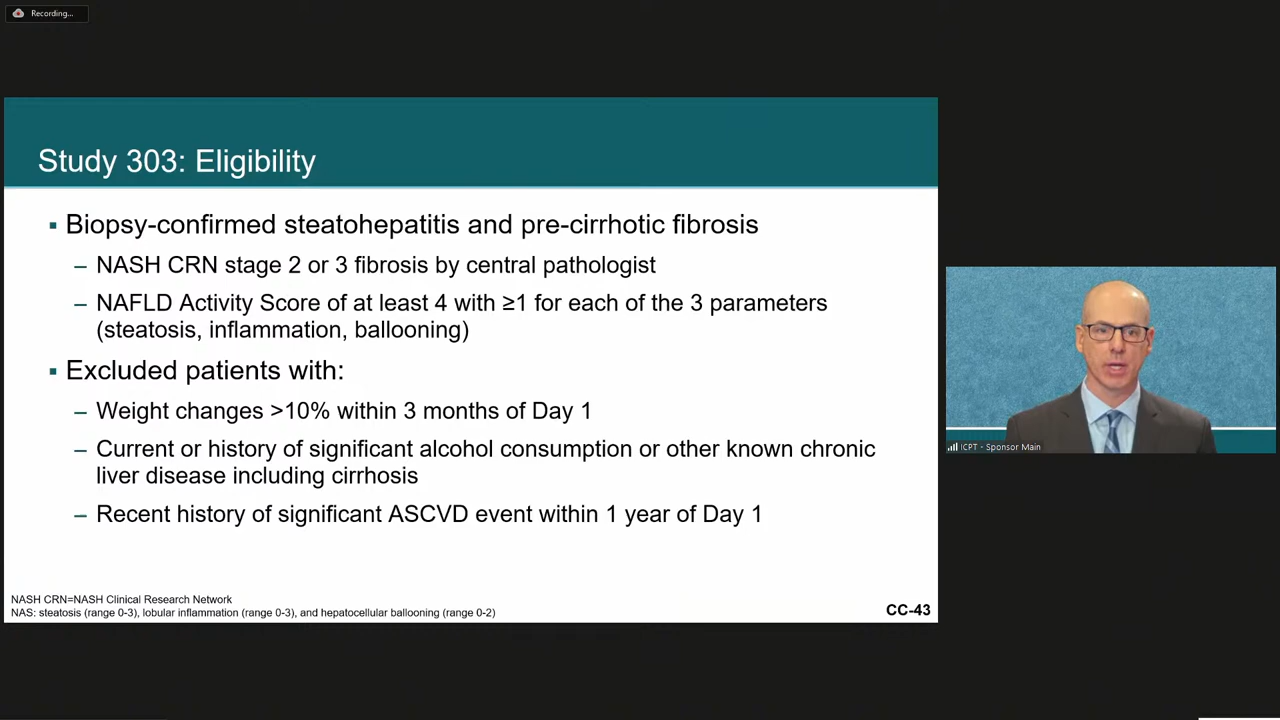 Recording...
Study 303: Eligibility
▪ Biopsy-confirmed steatohepatitis and pre-cirrhotic fibrosis
– NASH CRN stage 2 or 3 fibrosis by central pathologist
– NAFLD Activity Score of at least 4 with ≥1 for each of the 3 parameters
(steatosis, inflammation, ballooning)
▪ Excluded patients with:
– Weight changes >10% within 3 months of Day 1
– Current or history of significant alcohol consumption or other known chronic
liver disease including cirrhosis
– Recent history of significant ASCVD event within 1 year of Day 1
NASH CRN=NASH Clinical Research Network
NAS: steatosis (range 0-3), lobular inflammation (range 0-3), and hepatocellular ballooning (range 0-2)
CC-43
ICPT - Sponsor Main